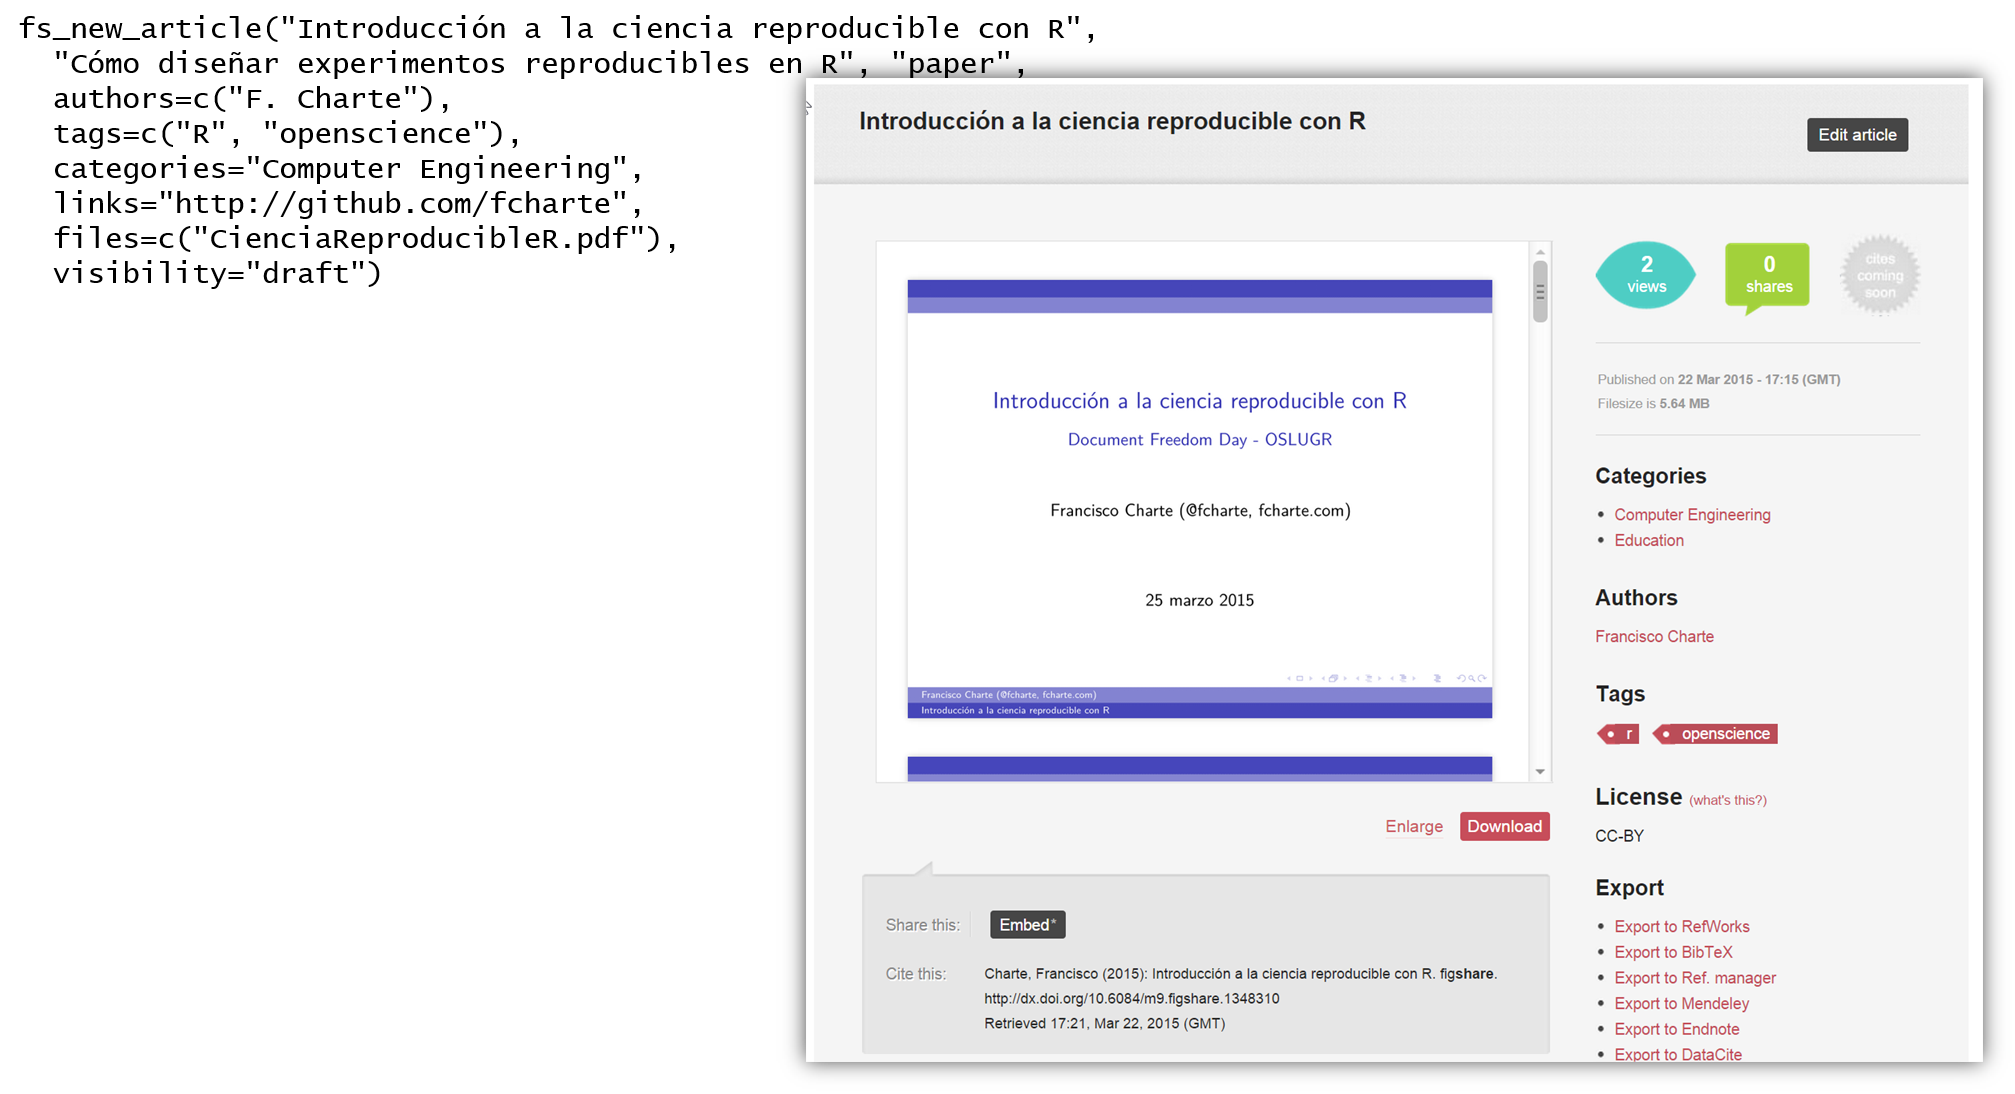 fs_new_article("Introducción a la ciencia reproducible con R",
"Cómo diseñar experimentos reproducibles en R", "paper",
authors=c("F. Charte"),
tags=c("R", "openscience"),
categories="Computer Engineering",
links="http://github.com/fcharte",
files=c("CienciaReproducibleR.pdf"),
visibility="draft")
Introducción a la ciencia reproducible con R
Edit article
Introducción a la ciencia reproducible con R
Document Freedom Day - OSLUGR
Francisco Charte (@fcharte, fcharte.com)
25 marzo 2015
Francisco Charte (@fcharte, fcharte.com)
Introducción a la ciencia reproducible con R
Enlarge
Download
Share this:
Embed*
Cite this:
Charte, Francisco (2015): Introducción a la ciencia reproducible con R. figshare.
http://dx.doi.org/10.6084/m9.figshare.1348310
Retrieved 17:21, Mar 22, 2015 (GMT)
2
views
0
shares
cites
coming
soon
Published on 22 Mar 2015 - 17:15 (GMT)
Filesize is 5.64 MB
Categories
Computer Engineering
Education
Authors
Francisco Charte
Tags
r
openscience
License (what's this?)
CC-BY
Export
Export to RefWorks
Export to BibTeX
Export to Ref. manager
Export to Mendeley
Export to Endnote
Export to DataCite